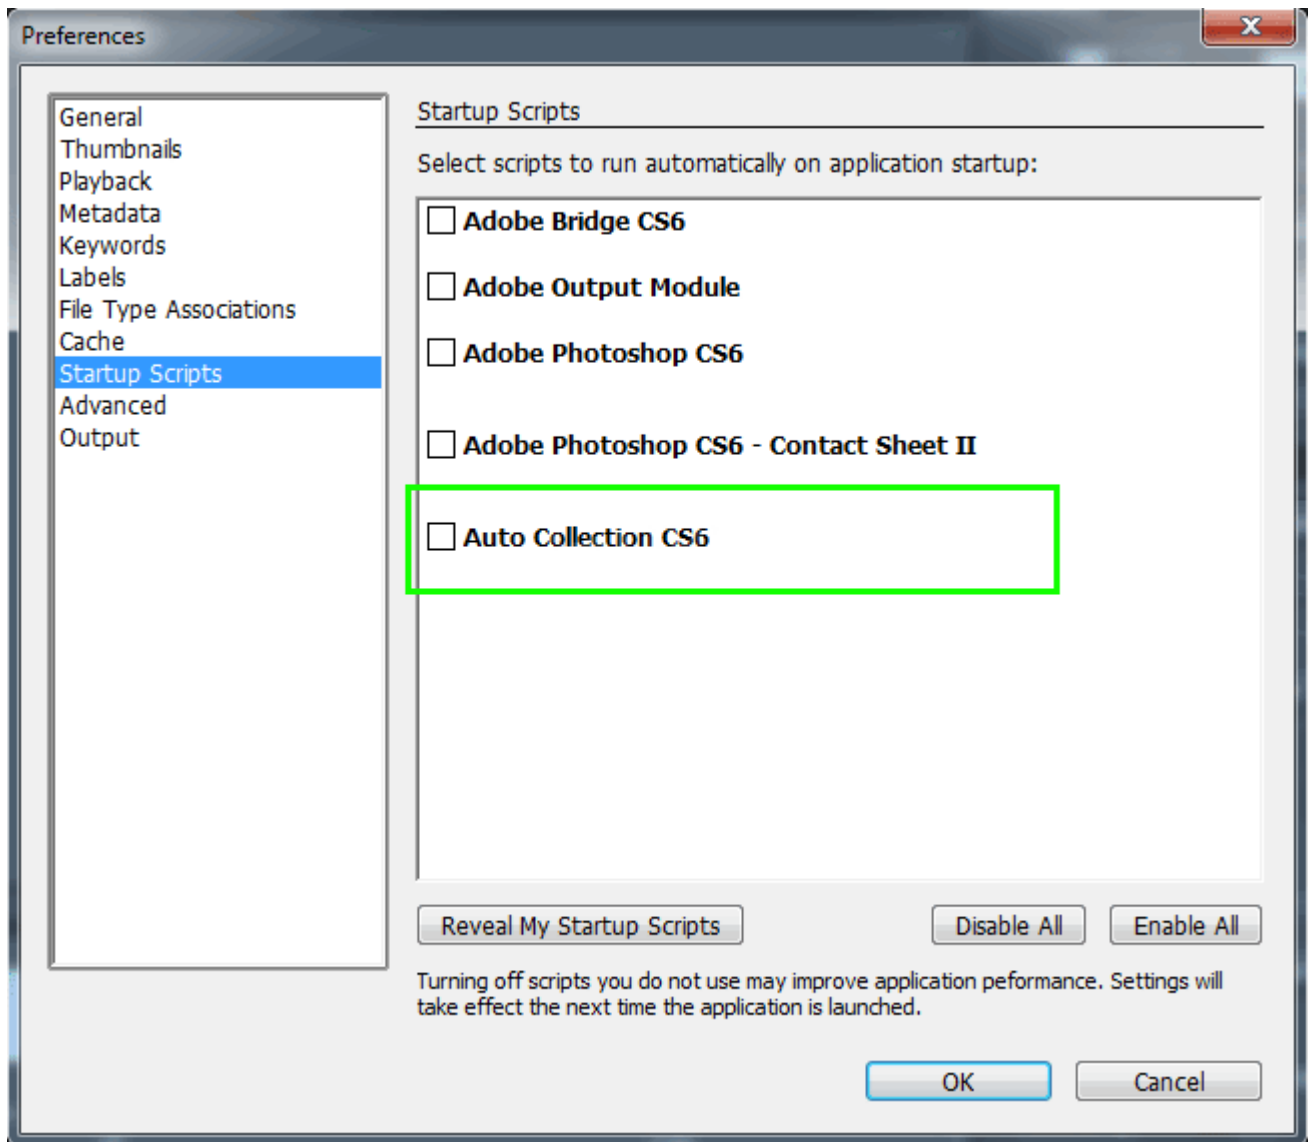 Preferences
General
Thumbnails
Playback
Metadata
Keywords
Labels
File Type Associations
Cache
Startup Scripts
Advanced
Output
Startup Scripts
Select scripts to run automatically on application startup:
Adobe Bridge CS6
Adobe Output Module
Adobe Photoshop CS6
Adobe Photoshop CS6 - Contact Sheet II
Auto Collection CS6
Reveal My Startup Scripts
Disable All
Enable All
Turning off scripts you do not use may improve application peformance. Settings will
take effect the next time the application is launched.
OK
Cancel